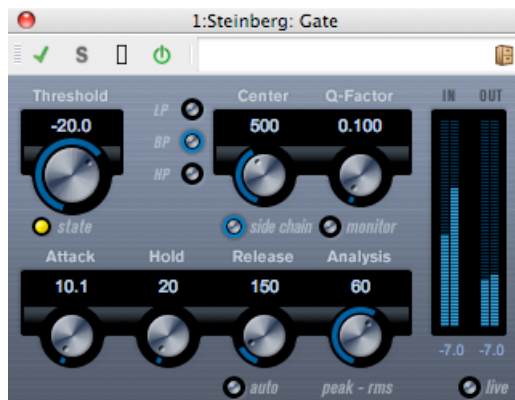 1:Steinberg: Gate
S
Threshold
LP
Center
Q-Factor
IN
OUT
-20.0
BP
500
0.100
HP
state
side chain
monitor
Attack
Hold
Release
Analysis
10.1
20
150
60
-7.0
-7.0
auto
peak - rms
live